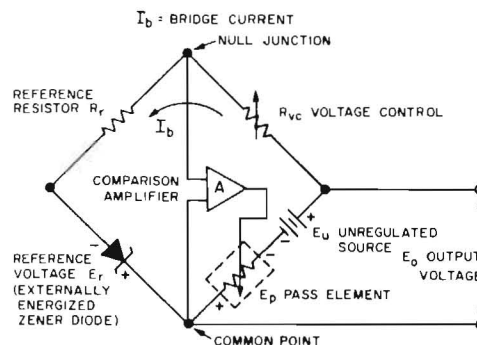 I_b = BRIDGE CURRENT
NULL JUNCTION
REFERENCE
RESISTOR R_r
I_b
R_vc VOLTAGE CONTROL
COMPARISON
AMPLIFIER
A
+
E_u UNREGULATED
SOURCE
-
E_o OUTPUT
VOLTAGE
-
REFERENCE
VOLTAGE E_r
(EXTERNALLY
ENERGIZED
ZENER DIODE)
+
-
+
E_p PASS ELEMENT
COMMON POINT